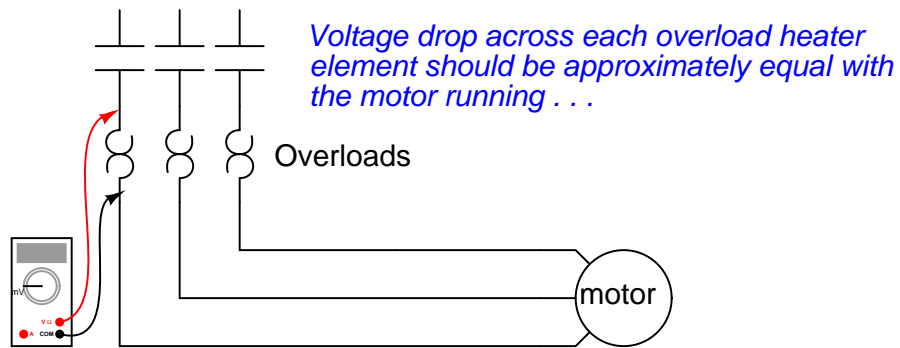 Voltage drop across each overload heater
element should be approximately equal with
the motor running . . .
Overloads
motor
mV
V Ω
A COM